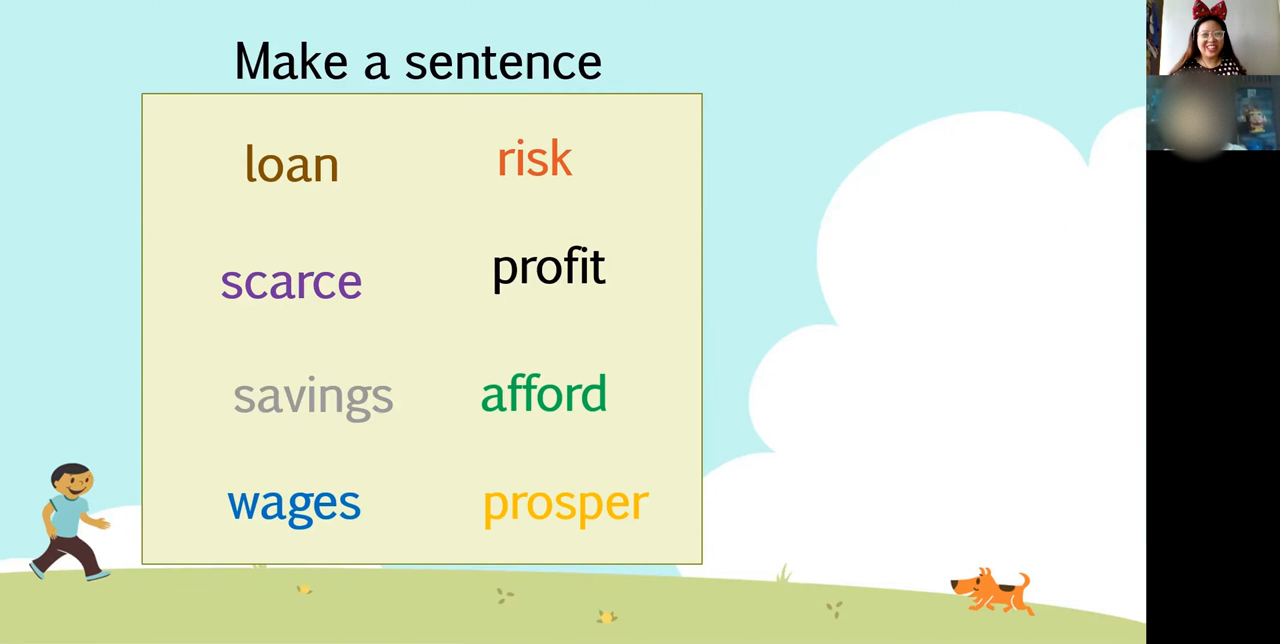 Make a sentence
loan risk
scarce profit
savings afford
wages prosper